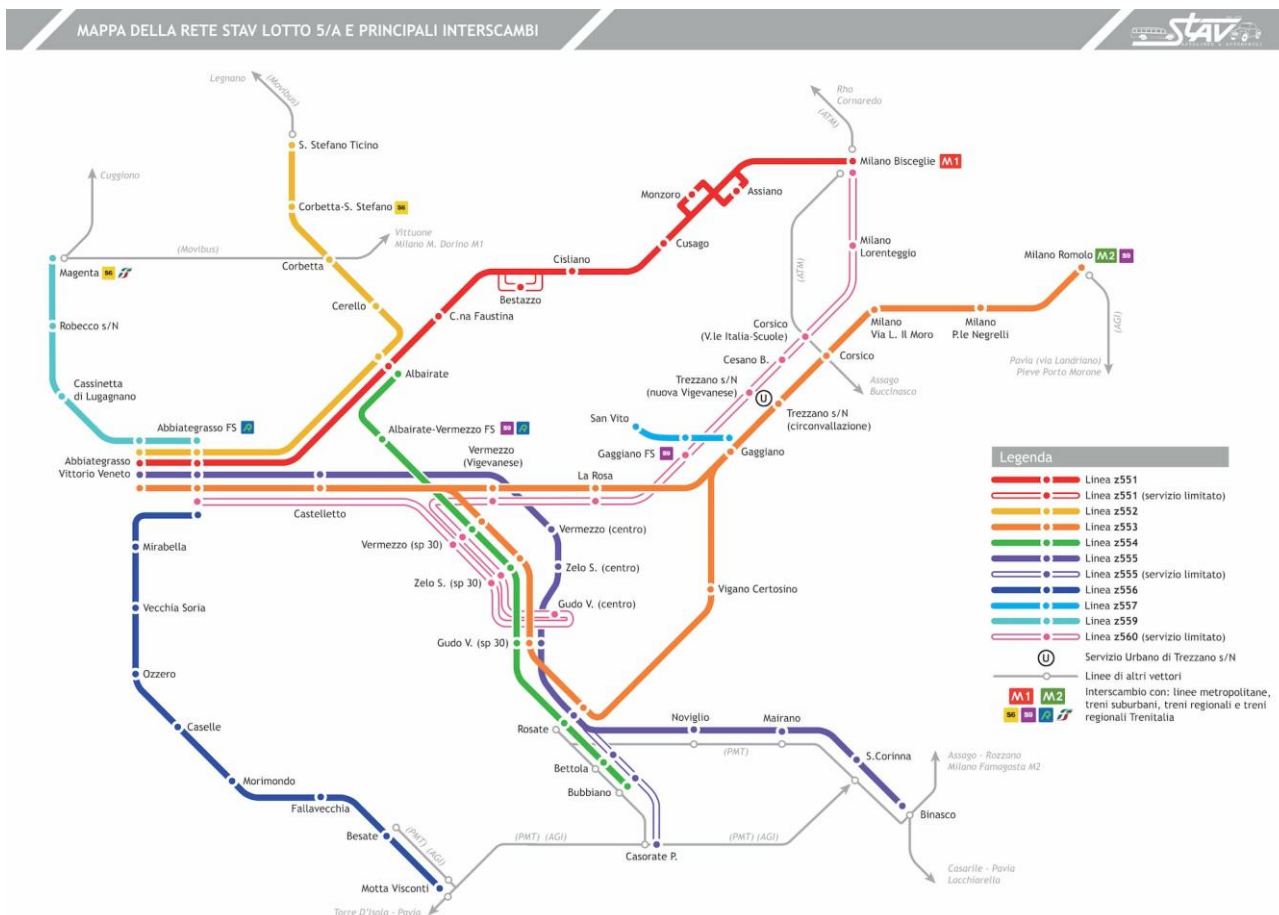 MAPPA DELLA RETE STAV LOTTO 5/A E PRINCIPALI INTERSCAMBI
STAV
Legnano
(Movibus)
Rho
Cornaredo
(ATM)
S. Stefano Ticino
Milano Bisceglie M1
Cuggiono
Monzoro
Assiano
Corbetta-S. Stefano S6
Vittuone
Milano M. Dorino M1
(Movibus)
Cusago
Milano
Lorenteggio
Milano Romolo M2 S9
Magenta S6
Corbetta
Cisliano
(ATM)
Bestazzo
Cerello
C.na Faustina
Robecco s/N
Corsico
(V.le Italia-Scuole)
Milano
Via L. Il Moro
Milano
P.le Negrelli
(AGI)
Cesano B.
Corsico
Pavia (via Landriano)
Pieve Porto Morone
Albairate
Trezzano s/N
(nuova Vigevanese)
Assago
Buccinasco
Cassinetta
di Lugagnano
U
San Vito
Trezzano s/N
(circonvallazione)
Abbiategrasso FS R
Albairate-Vermezzo FS S9 R
Vermezzo
(Vigevanese)
Gaggiano FS S9
Gaggiano
Abbiategrasso
Vittorio Veneto
La Rosa
Castelletto
Vermezzo (centro)
Mirabella
Vermezzo (sp 30)
Zelo S. (centro)
Zelo S. (sp 30)
Vigano Certosino
Vecchia Soria
Gudo V. (centro)
Gudo V. (sp 30)
Ozzero
Caselle
Rosate
Noviglio
Mairano
(PMT)
S.Corinna
Assago - Rozzano
Milano Famagosta M2
Morimondo
Bettola
Bubbiano
Fallavecchia
Binasco
Besate
(PMT) (AGI)
(PMT) (AGI)
Casorate P.
(PMT) (AGI)
Casarile - Pavia
Lacchiarella
Motta Visconti
Torre D'Isola - Pavia
Legenda
Linea z551
Linea z551 (servizio limitato)
Linea z552
Linea z553
Linea z554
Linea z555
Linea z555 (servizio limitato)
Linea z556
Linea z557
Linea z559
Linea z560 (servizio limitato)
U Servizio Urbano di Trezzano s/N
Linee di altri vettori
M1 M2 Interscambio con: linee metropolitane,
treni suburbani, treni regionali e treni
S6 S9 R regionali Trenitalia